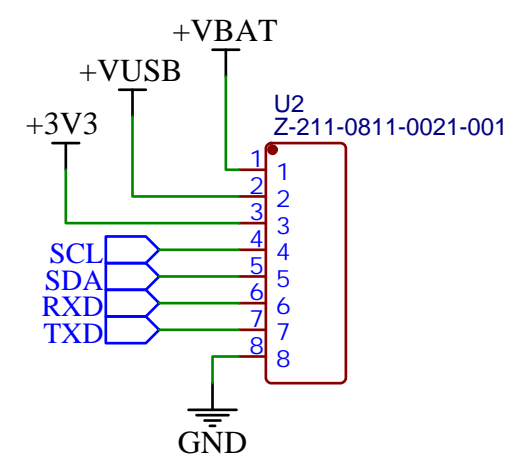 +VBAT
+VUSB
+3V3
U2
Z-211-0811-0021-001
1 1
2 2
3 3
SCL 4 4
SDA 5 5
RXD 6 6
TXD 7 7
8 8
GND